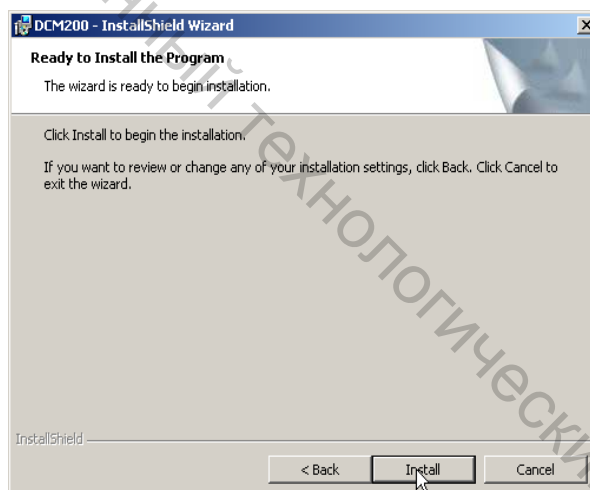 DCM200 - InstallShield Wizard
Ready to Install the Program
The wizard is ready to begin installation.
Click Install to begin the installation.
If you want to review or change any of your installation settings, click Back. Click Cancel to
exit the wizard.
InstallShield
< Back Install Cancel
технологически